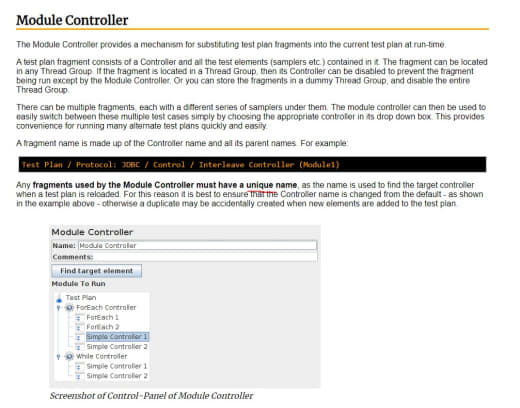 Module Controller
The Module Controller provides a mechanism for substituting test plan fragments into the current test plan at run-time.
A test plan fragment consists of a Controller and all the test elements (samplers etc.) contained in it. The fragment can be located
in any Thread Group. If the fragment is located in a Thread Group, then its Controller can be disabled to prevent the fragment
being run except by the Module Controller. Or you can store the fragments in a dummy Thread Group, and disable the entire
Thread Group.
There can be multiple fragments, each with a different series of samplers under them. The module controller can then be used to
easily switch between these multiple test cases simply by choosing the appropriate controller in its drop down box. This provides
convenience for running many alternate test plans quickly and easily.
A fragment name is made up of the Controller name and all its parent names. For example:
Test Plan / Protocol: JDBC / Control / Interleave Controller (Module1)
Any fragments used by the Module Controller must have a unique name, as the name is used to find the target controller
when a test plan is reloaded. For this reason it is best to ensure that the Controller name is changed from the default - as shown
in the example above - otherwise a duplicate may be accidentally created when new elements are added to the test plan.
Module Controller
Name: Module Controller
Comments:
Find target element
Module To Run
Test Plan
ForEach Controller
ForEach 1
ForEach 2
Simple Controller 1
Simple Controller 2
While Controller
Simple Controller 1
Simple Controller 2
Screenshot of Control-Panel of Module Controller